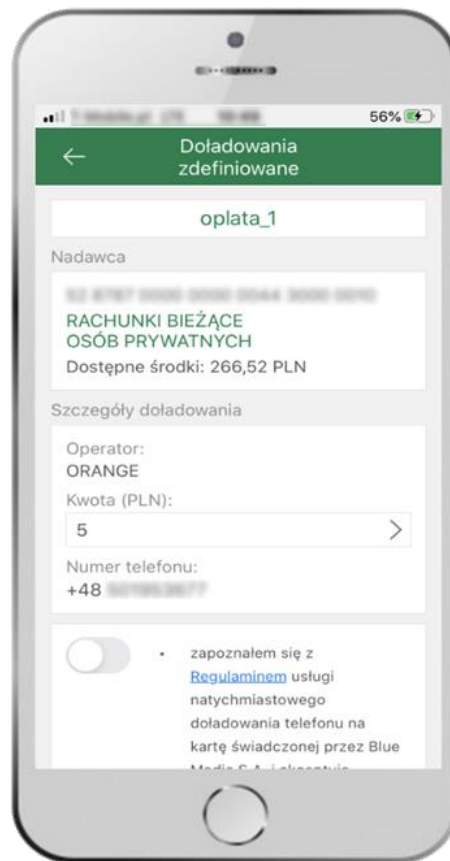 56%
Doładowania
zdefiniowane
oplata_1
Nadawca
RACHUNKI BIEŻĄCE
OSÓB PRYWATNYCH
Dostępne środki: 266,52 PLN
Szczegóły doładowania
Operator:
ORANGE
Kwota (PLN):
5
Numer telefonu:
+48
• zapoznałem się z
Regulaminem usługi
natychmiastowego
doładowania telefonu na
kartę świadczonej przez Blue